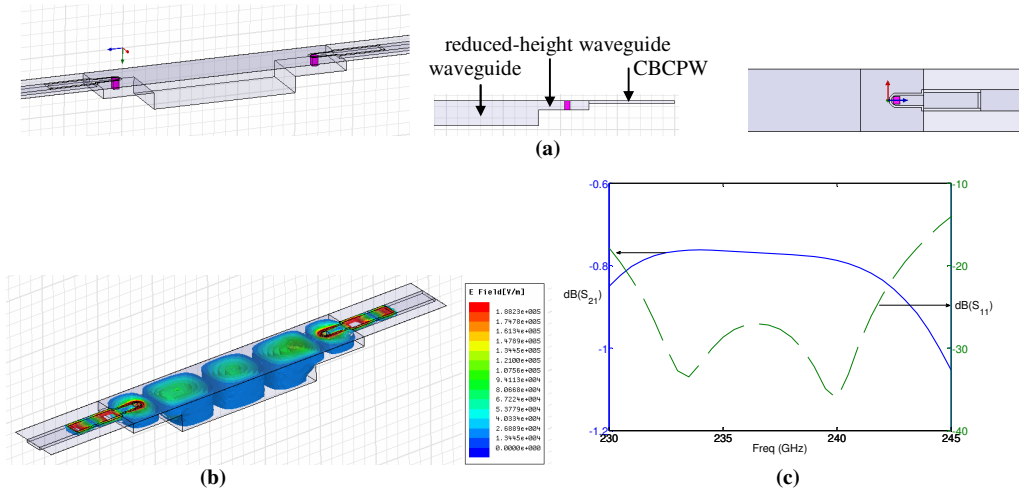 reduced-height waveguide
waveguide
CBCPW
(a)
E Field[V/m]
1.8823e+005
1.7478e+005
1.6134e+005
1.4789e+005
1.3445e+005
1.2100e+005
1.0756e+005
9.4113e+004
8.0668e+004
6.7224e+004
5.3779e+004
4.0334e+004
2.6889e+004
1.3445e+004
0.0000e+000
(b)
-0.6
-0.8
-1
-1.2
dB(S21)
-10
-20
-30
-40
dB(S11)
230
235
240
245
Freq (GHz)
(c)